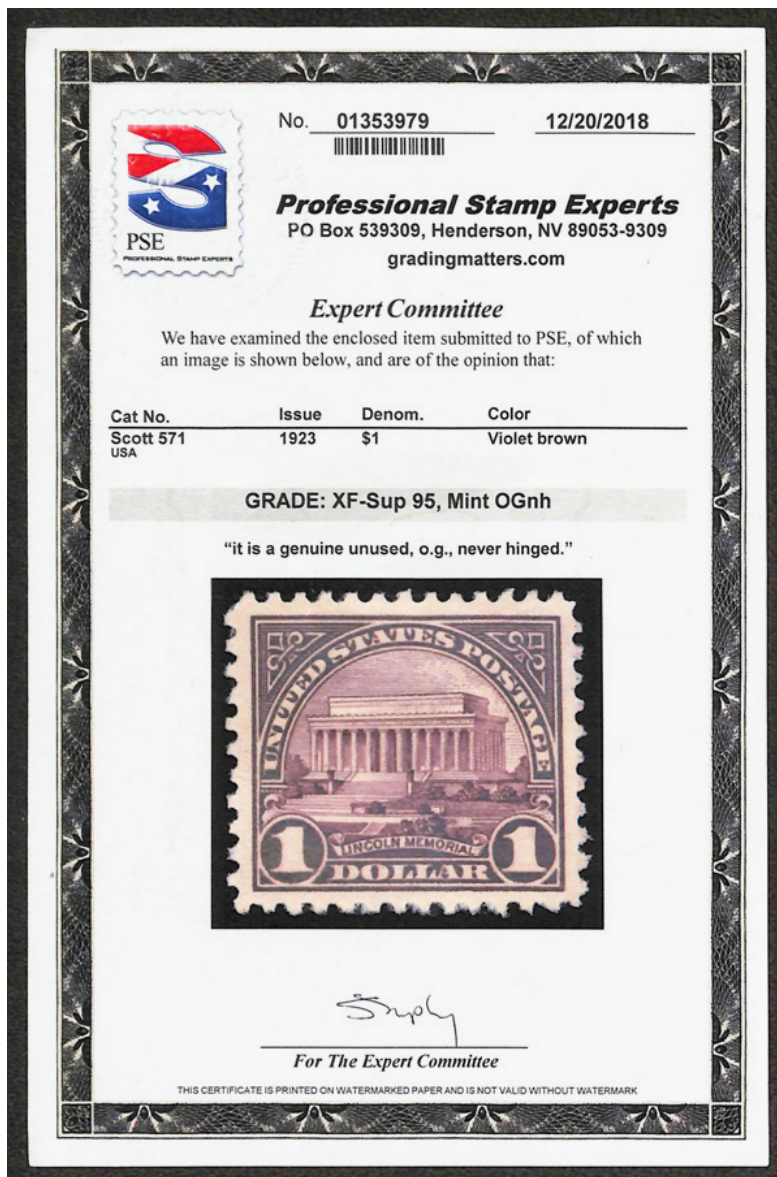 No. 01353979 12/20/2018
PSE
PROFESSIONAL STAMP EXPERTS
Professional Stamp Experts
PO Box 539309, Henderson, NV 89053-9309
gradingmatters.com
Expert Committee
We have examined the enclosed item submitted to PSE, of which
an image is shown below, and are of the opinion that:
Cat No. Issue Denom. Color
Scott 571 1923 $1 Violet brown
USA
GRADE: XF-Sup 95, Mint OGnh
“it is a genuine unused, o.g., never hinged.”
UNITED STATES POSTAGE
1 LINCOLN MEMORIAL 1
DOLLAR
For The Expert Committee
THIS CERTIFICATE IS PRINTED ON WATERMARKED PAPER AND IS NOT VALID WITHOUT WATERMARK